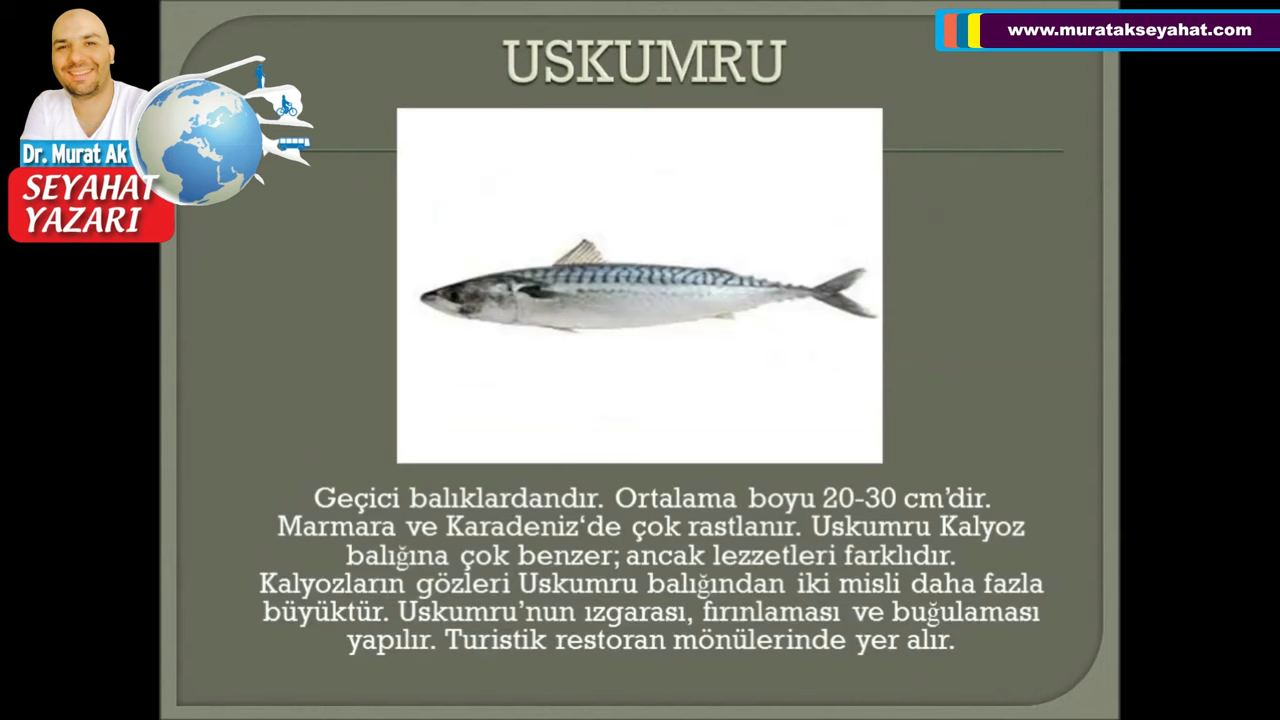 www.muratakseyahat.com
USKUMRU
Dr. Murat Ak
SEYAHAT
YAZARI
Geçici balıklardandır. Ortalama boyu 20-30 cm’dir.
Marmara ve Karadeniz‘de çok rastlanır. Uskumru Kalyoz
balığına çok benzer; ancak lezzetleri farklıdır.
Kalyozların gözleri Uskumru balığından iki misli daha fazla
büyüktür. Uskumru’nun ızgarası, fırınlaması ve buğulaması
yapılır. Turistik restoran mönülerinde yer alır.